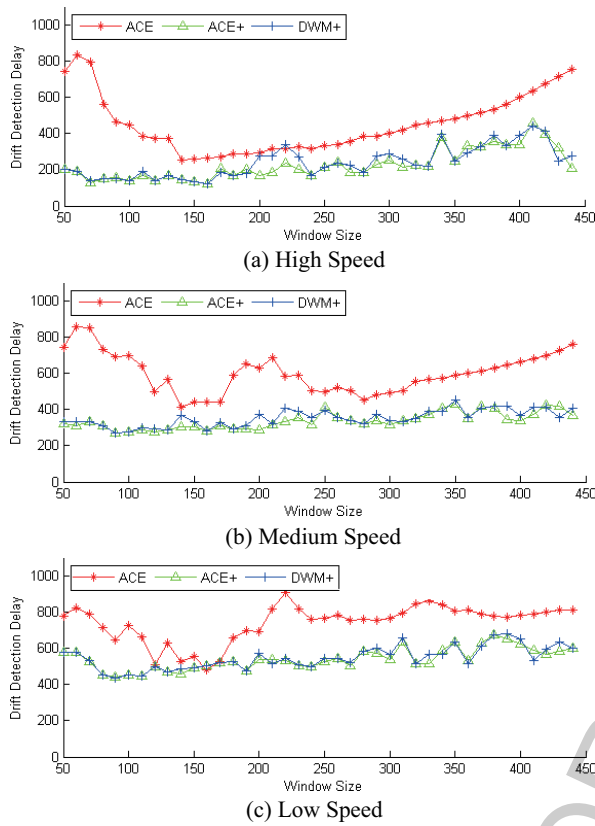 1000
800
600
400
200
0
Drift Detection Delay
ACE ACE+ DWM+
50 100 150 200 250 300 350 400 450
Window Size
(a) High Speed
1000
800
600
400
200
0
Drift Detection Delay
ACE ACE+ DWM+
50 100 150 200 250 300 350 400 450
Window Size
(b) Medium Speed
1000
800
600
400
200
0
Drift Detection Delay
ACE ACE+ DWM+
50 100 150 200 250 300 350 400 450
Window Size
(c) Low Speed